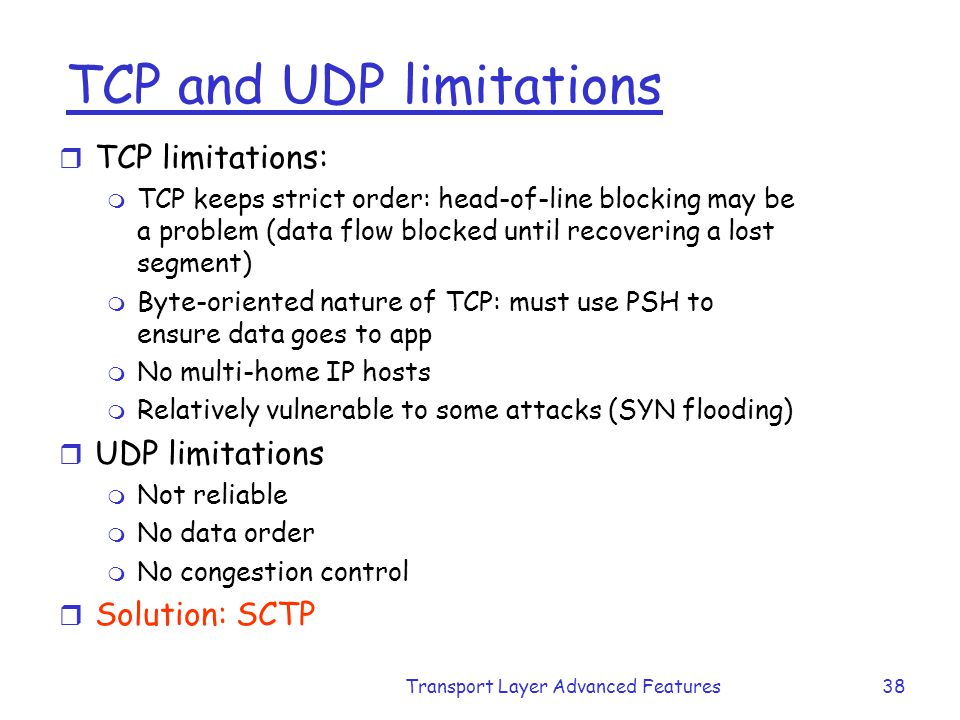 TCP and UDP limitations
TCP limitations:
TCP keeps strict order: head-of-line blocking may be
a problem (data flow blocked until recovering a lost
segment)
Byte-oriented nature of TCP: must use PSH to
ensure data goes to app
No multi-home IP hosts
Relatively vulnerable to some attacks (SYN flooding)
UDP limitations
Not reliable
No data order
No congestion control
Solution: SCTP
Transport Layer Advanced Features 38